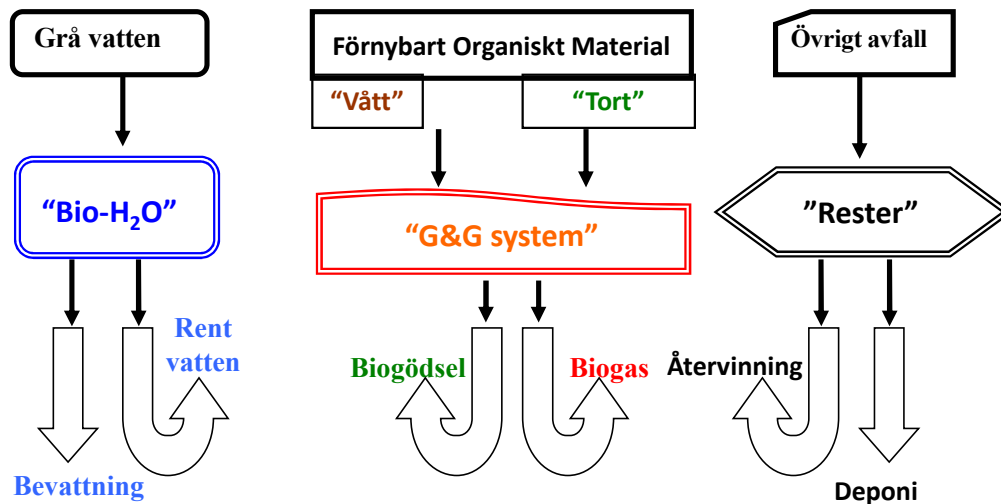 Grå vatten
Förnybart Organiskt Material
Övrigt avfall
“Vått”
“Tort”
“Bio-H₂O”
“G&G system”
”Rester”
Rent
vatten
Biogödsel
Biogas
Återvinning
Bevattning
Deponi